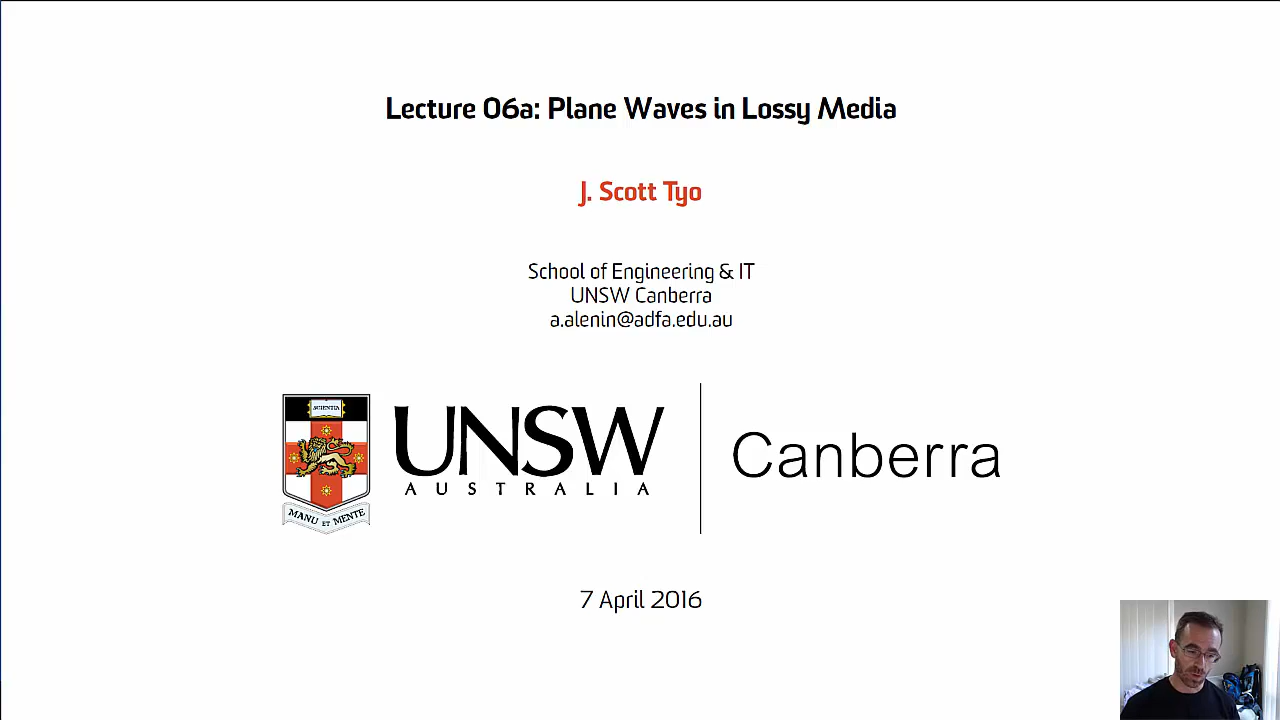 Lecture 06a: Plane Waves in Lossy Media
J. Scott Tyo
School of Engineering & IT
UNSW Canberra
a.alenin@adfa.edu.au
SCIENTIA
MANU ET MENTE
UNSW
AUSTRALIA
Canberra
7 April 2016